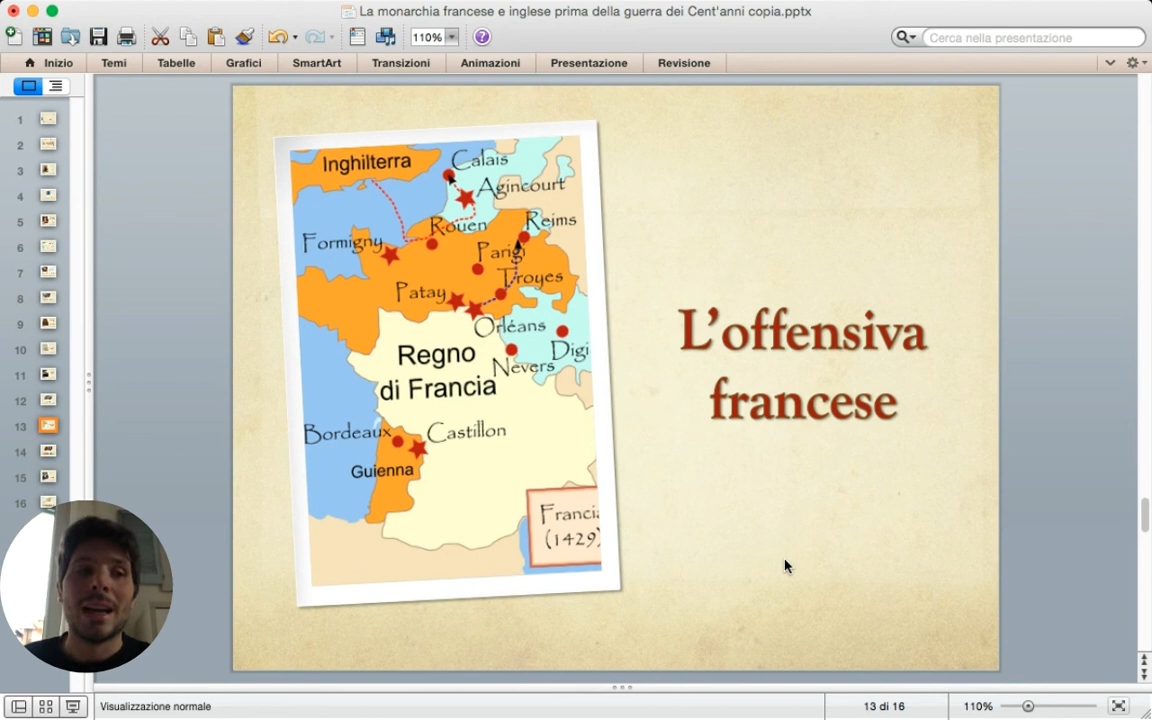 La monarchia francese e inglese prima della guerra dei Cent'anni copia.pptx
110%
Cerca nella presentazione
Inizio
Temi
Tabelle
Grafici
SmartArt
Transizioni
Animazioni
Presentazione
Revisione
1
2
3
4
5
6
7
8
9
10
11
12
13
14
15
16
Inghilterra
Calais
Agincourt
Rouen
Reims
Formigny
Parigi
Troyes
Patay
Orléans
Digi
Nevers
Regno
di Francia
Bordeaux
Castillon
Guienna
Francia
(1429)
L'offensiva
francese
Visualizzazione normale
13 di 16
110%